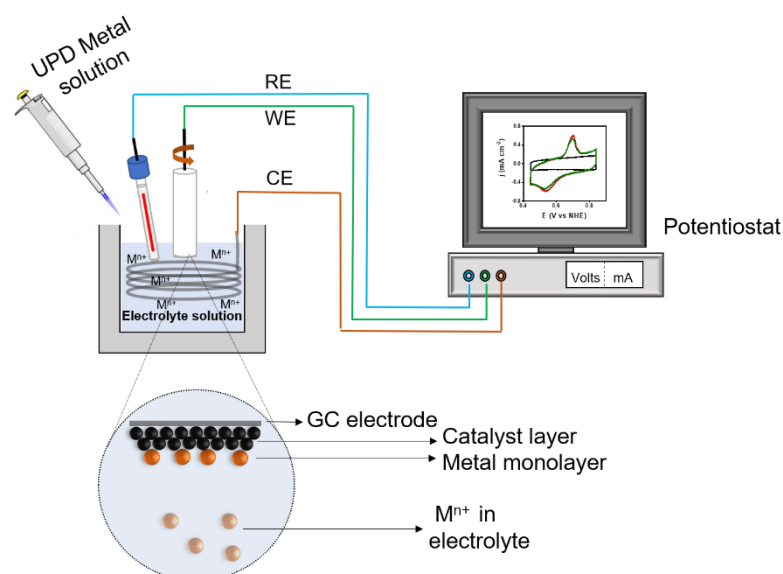 UPD Metal
solution
RE
WE
CE
j (mA cm⁻²)
0.8
0.4
0.0
-0.4
-0.8
0.4 0.6 0.8
E (V vs NHE)
Potentiostat
Volts mA
Mⁿ⁺ Mⁿ⁺
Mⁿ⁺
Mⁿ⁺ Mⁿ⁺
Electrolyte solution
GC electrode
Catalyst layer
Metal monolayer
Mⁿ⁺ in
electrolyte